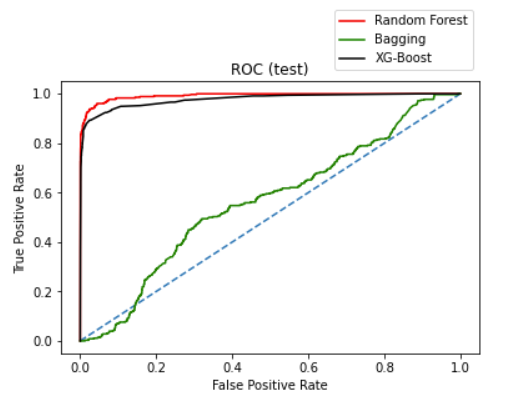 Random Forest
Bagging
XG-Boost
ROC (test)
1.0
0.8
0.6
0.4
0.2
0.0
True Positive Rate
0.0 0.2 0.4 0.6 0.8 1.0
False Positive Rate